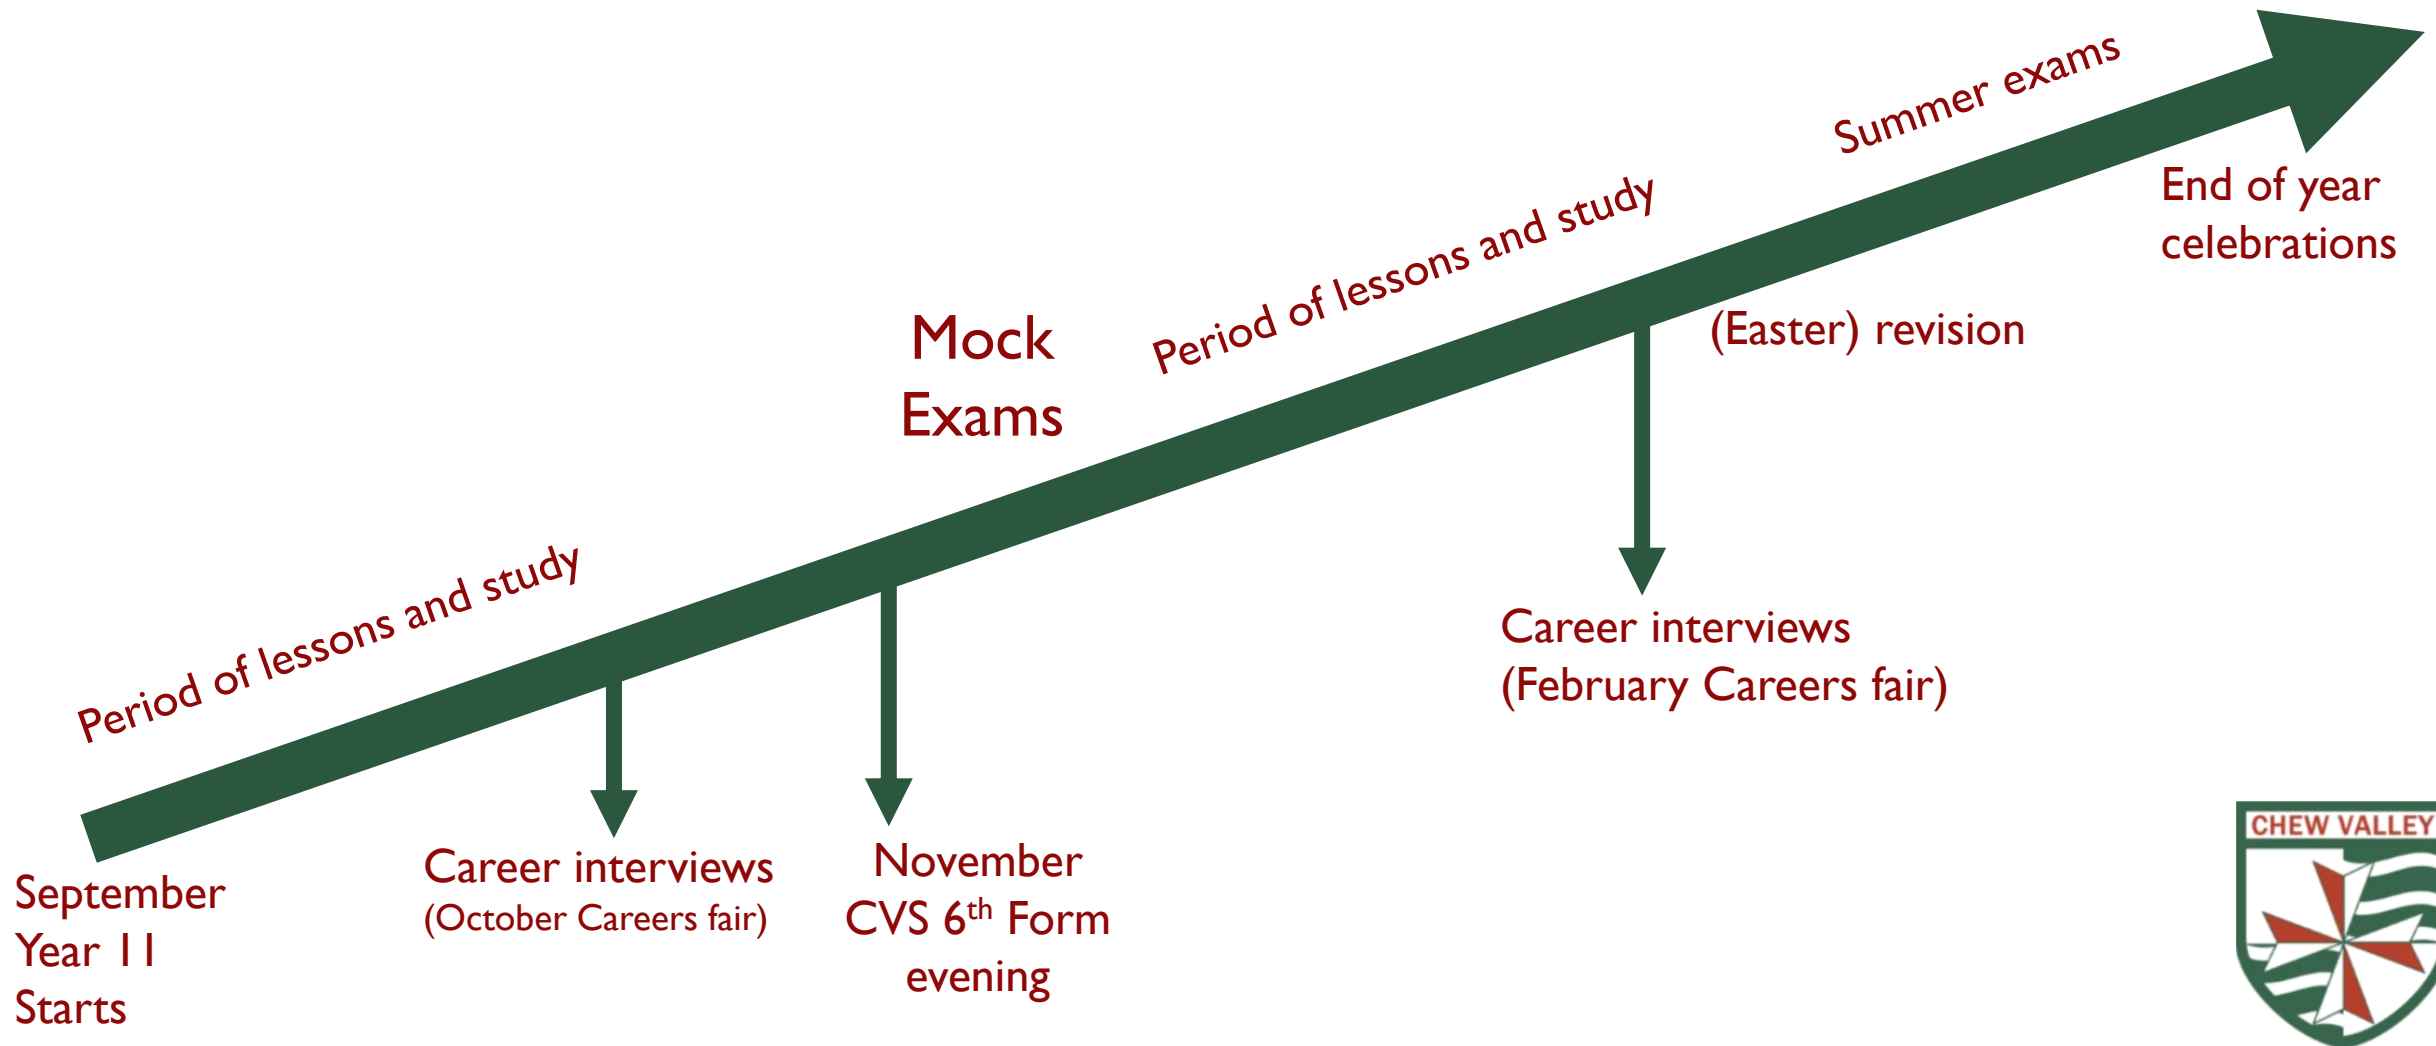 Summer exams
End of year
celebrations
Period of lessons and study
(Easter) revision
Mock
Exams
Career interviews
(February Careers fair)
Period of lessons and study
Career interviews
(October Careers fair)
November
CVS 6th Form
evening
September
Year 11
Starts
CHEW VALLEY